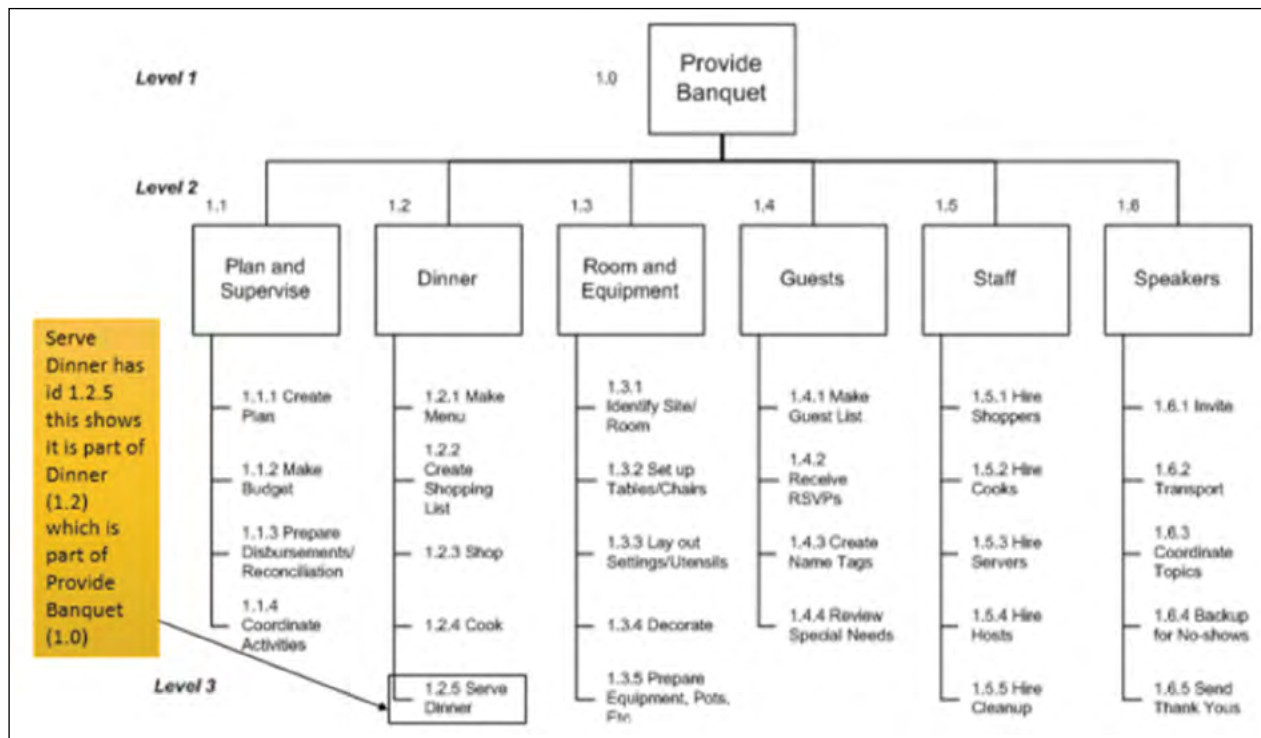 Level 1
1.0
Provide
Banquet
Level 2
1.1
1.2
1.3
1.4
1.5
1.6
Plan and
Supervise
Dinner
Room and
Equipment
Guests
Staff
Speakers
Serve
Dinner has
id 1.2.5
this shows
it is part of
Dinner
(1.2)
which is
part of
Provide
Banquet
(1.0)
1.1.1 Create
Plan
1.1.2 Make
Budget
1.1.3 Prepare
Disbursements/
Reconciliation
1.1.4
Coordinate
Activities
1.2.1 Make
Menu
1.2.2
Create
Shopping
List
1.2.3 Shop
1.2.4 Cook
1.2.5 Serve
Dinner
1.3.1
Identify Site/
Room
1.3.2 Set up
Tables/Chairs
1.3.3 Lay out
Settings/Utensils
1.3.4 Decorate
1.3.5 Prepare
Equipment, Pots,
Etc
1.4.1 Make
Guest List
1.4.2
Receive
RSVPs
1.4.3 Create
Name Tags
1.4.4 Review
Special Needs
1.5.1 Hire
Shoppers
1.5.2 Hire
Cooks
1.5.3 Hire
Servers
1.5.4 Hire
Hosts
1.5.5 Hire
Cleanup
1.6.1 Invite
1.6.2
Transport
1.6.3
Coordinate
Topics
1.6.4 Backup
for No-shows
1.6.5 Send
Thank Yous
Level 3